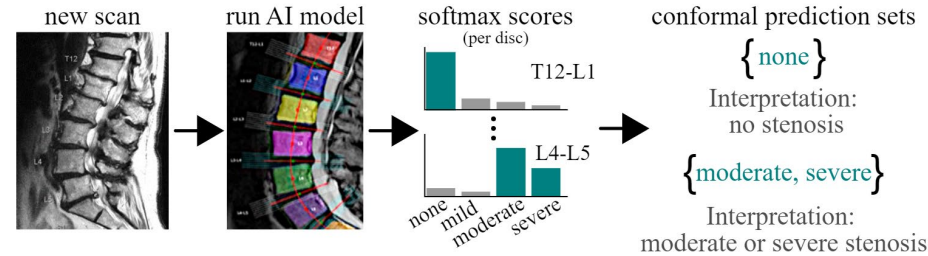 new scan
run AI model
softmax scores
(per disc)
conformal prediction sets
T12
L1
L4
T12-L1
L4-L5
none
mild
moderate
severe
{none}
Interpretation:
no stenosis
{moderate, severe}
Interpretation:
moderate or severe stenosis